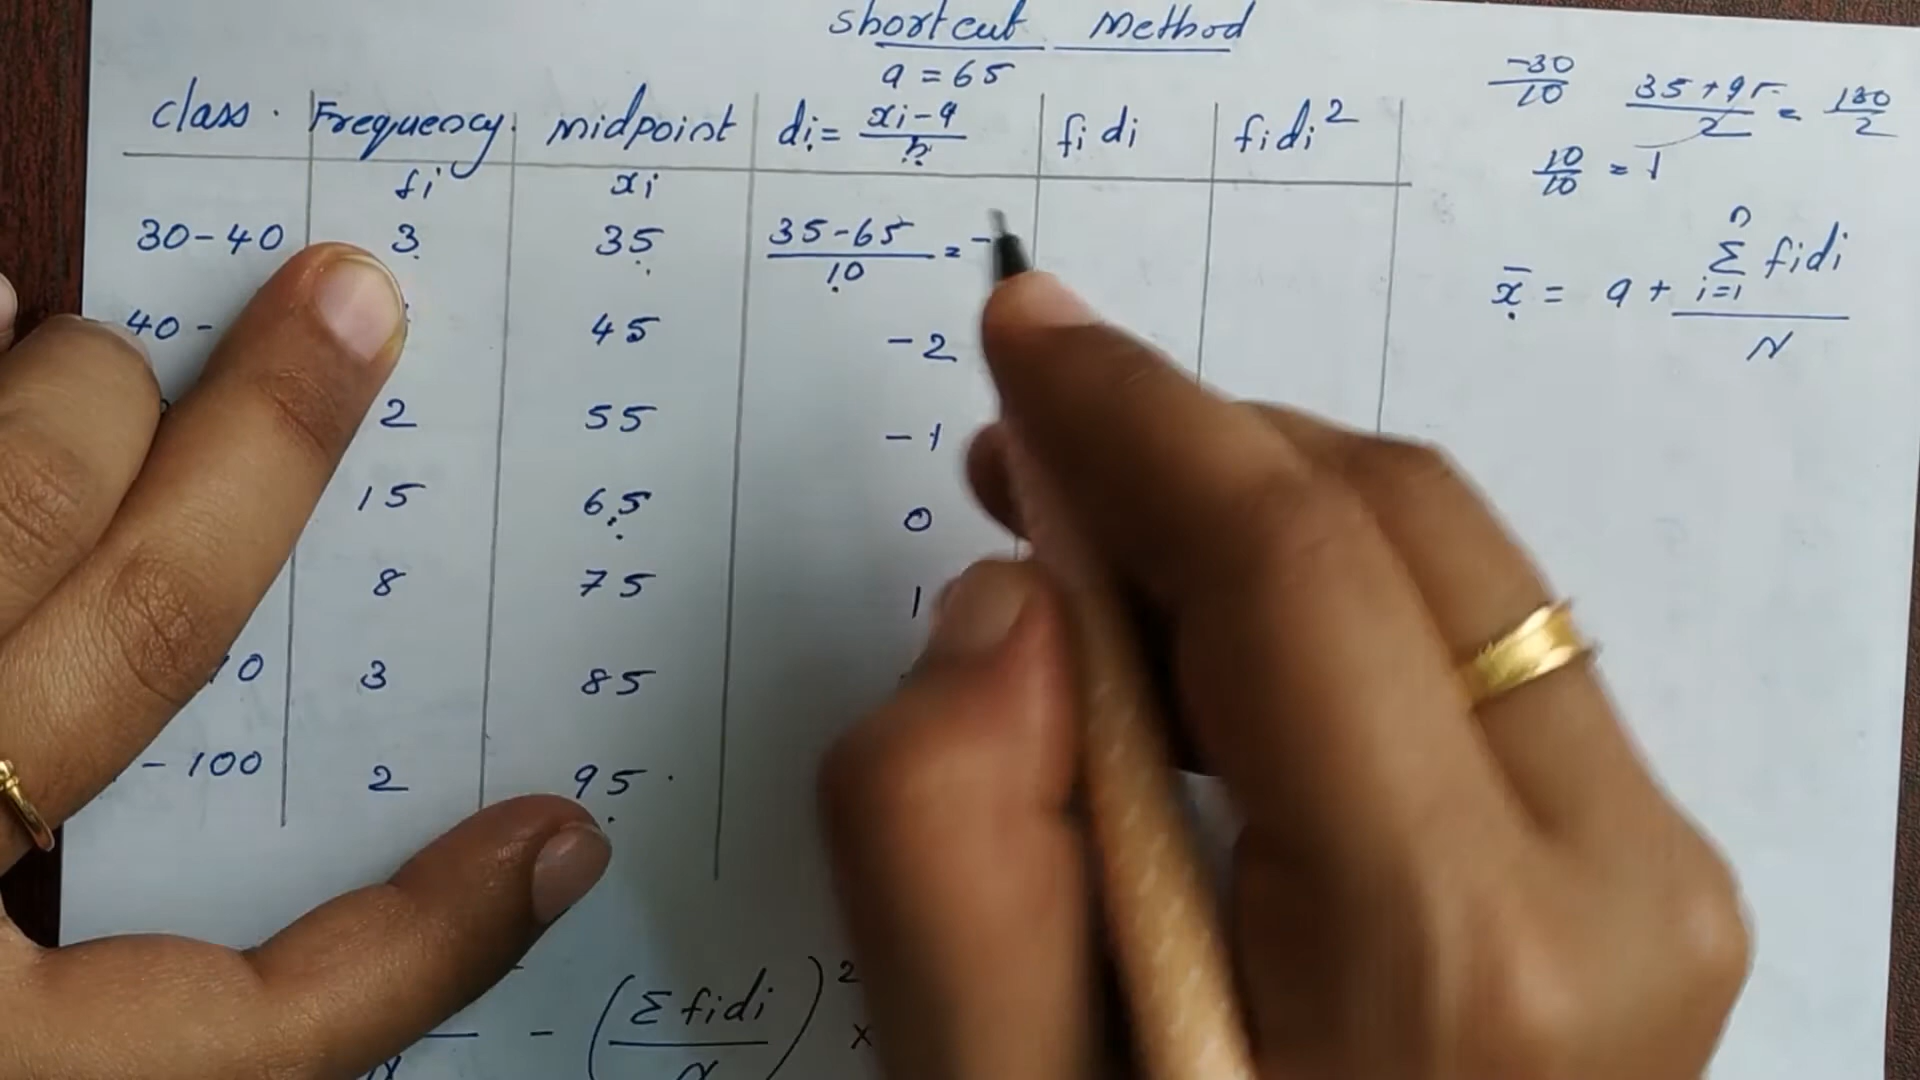 shortcut Method
a = 65
class. Frequency. midpoint di = xi-a/h fidi fidi²
fi xi
30-40 3 35 35-65/10 = -
40- 45 -2
2 55 -1
15 65 0
8 75 1
0 3 85
- 100 2 95
- (Σfidi/N)² ×
-30/10 35+95/2 = 130/2
10/10 = 1
x̄ = a + Σ fidi/N
n
i=1